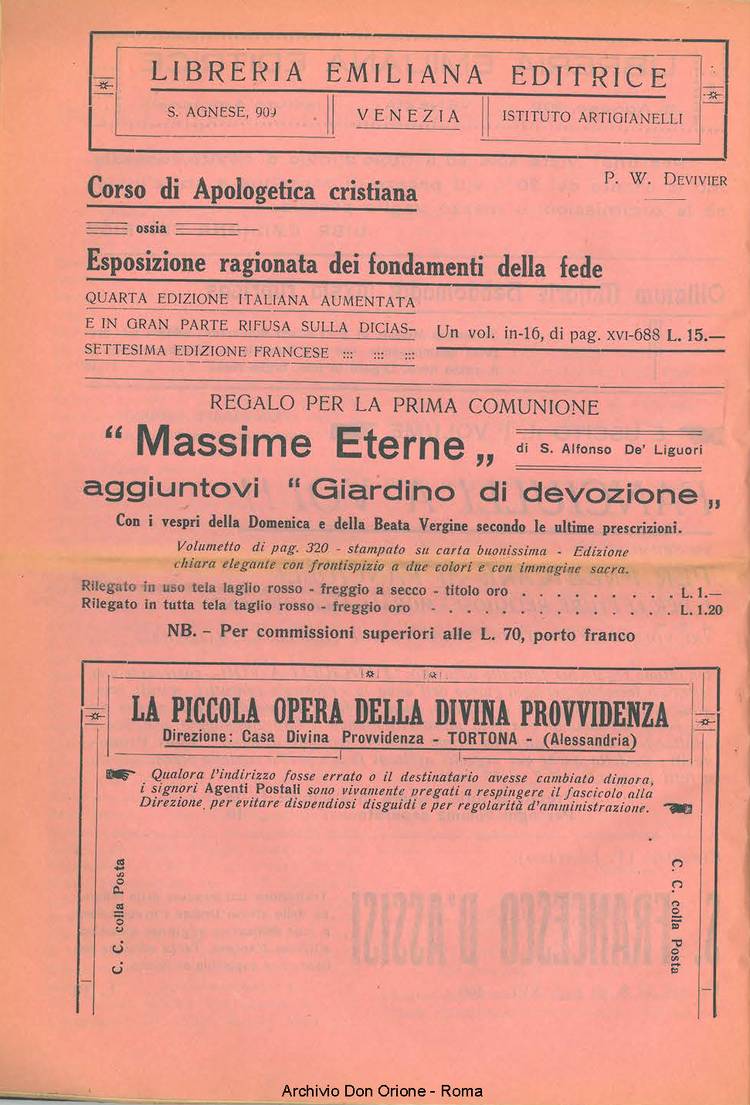 LIBRERIA EMILIANA EDITRICE
S. AGNESE, 909 VENEZIA ISTITUTO ARTIGIANELLI
P. W. DEVIVIER
Corso di Apologetica cristiana
ossia
Esposizione ragionata dei fondamenti della fede
QUARTA EDIZIONE ITALIANA AUMENTATA
E IN GRAN PARTE RIFUSA SULLA DICIAS-
SETTESIMA EDIZIONE FRANCESE ::: ::: :::
Un vol. in-16, di pag. XVI-688 L. 15.—
REGALO PER LA PRIMA COMUNIONE
“ Massime Eterne „ di S. Alfonso De' Liguori
aggiuntovi “ Giardino di devozione „
Con i vespri della Domenica e della Beata Vergine secondo le ultime prescrizioni.
Volumetto di pag. 320 - stampato su carta buonissima - Edizione
chiara elegante con frontispizio a due colori e con immagine sacra.
Rilegato in uso tela taglio rosso - freggio a secco - titolo oro . . . . . . . . . L. 1.—
Rilegato in tutta tela taglio rosso - freggio oro . . . . . . . . . . . . . L. 1.20
NB. – Per commissioni superiori alle L. 70, porto franco
LA PICCOLA OPERA DELLA DIVINA PROVVIDENZA
Direzione: Casa Divina Provvidenza - TORTONA - (Alessandria)
Qualora l'indirizzo fosse errato o il destinatario avesse cambiato dimora,
i signori Agenti Postali sono vivamente pregati a respingere il fascicolo alla
Direzione, per evitare dispendiosi disguidi e per regolarità d'amministrazione.
C. C. colla Posta
C. C. colla Posta
Archivio Don Orione - Roma